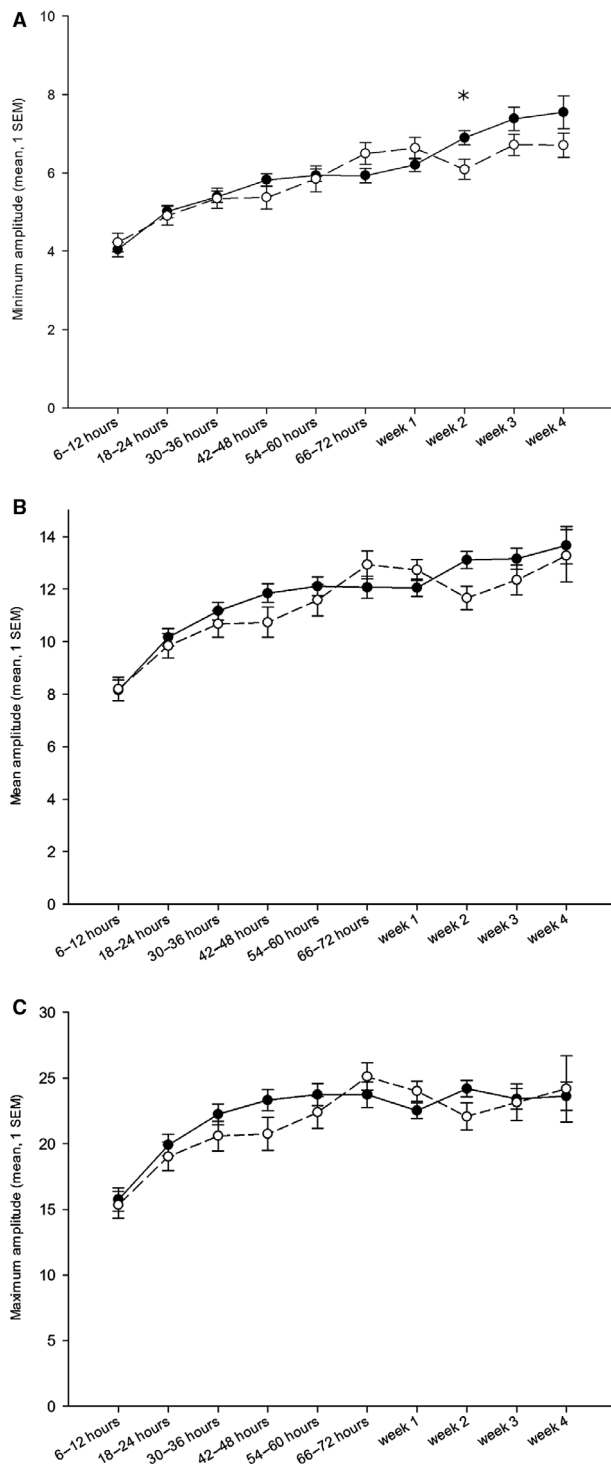 A
Minimum amplitude (mean, 1 SEM)
10
8
6
4
2
0
*
6–12 hours
18–24 hours
30–36 hours
42–48 hours
54–60 hours
66–72 hours
week 1
week 2
week 3
week 4
B
Mean amplitude (mean, 1 SEM)
14
12
10
8
6
4
2
0
6–12 hours
18–24 hours
30–36 hours
42–48 hours
54–60 hours
66–72 hours
week 1
week 2
week 3
week 4
C
Maximum amplitude (mean, 1 SEM)
30
25
20
15
10
5
0
6–12 hours
18–24 hours
30–36 hours
42–48 hours
54–60 hours
66–72 hours
week 1
week 2
week 3
week 4